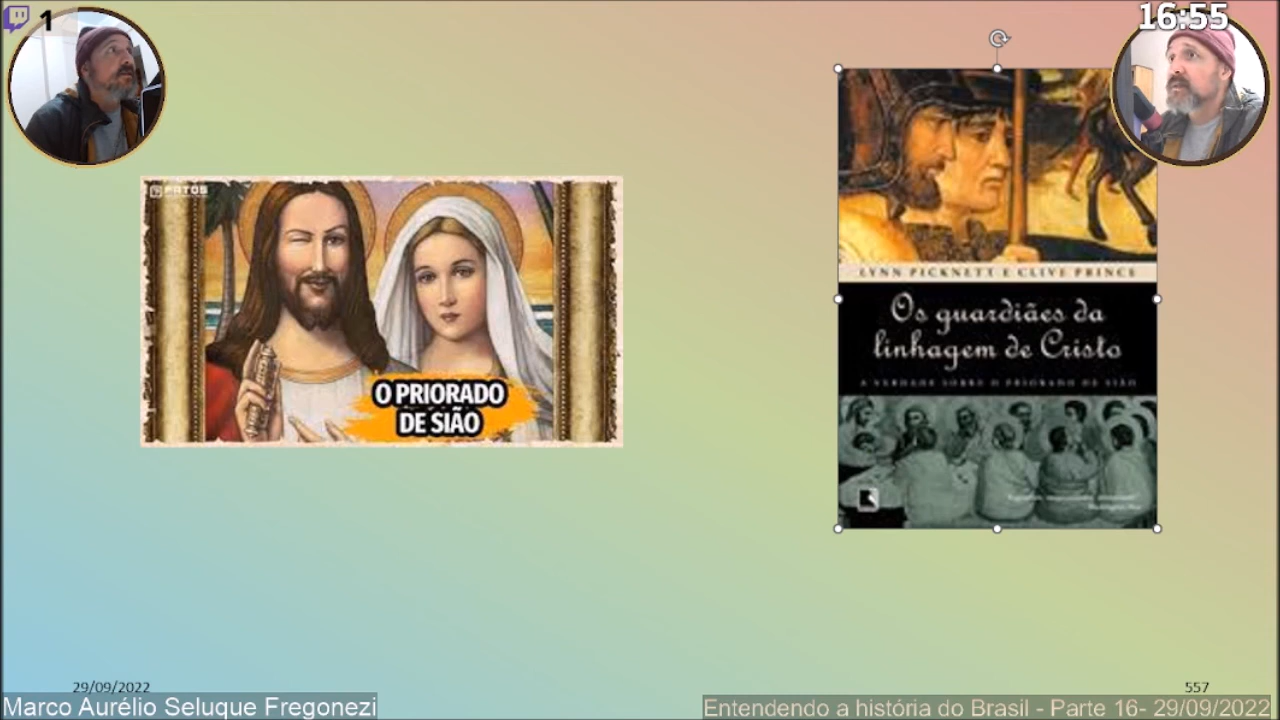 1
16:55
FATOS
O PRIORADO
DE SIÃO
LYNN PICKNETT E CLIVE PRINCE
Os guardiães da
linhagem de Cristo
A VERDADE SOBRE O PRIORADO DE SIÃO
29/09/2022
557
Marco Aurélio Seluque Fregonezi
Entendendo a história do Brasil - Parte 16- 29/09/2022